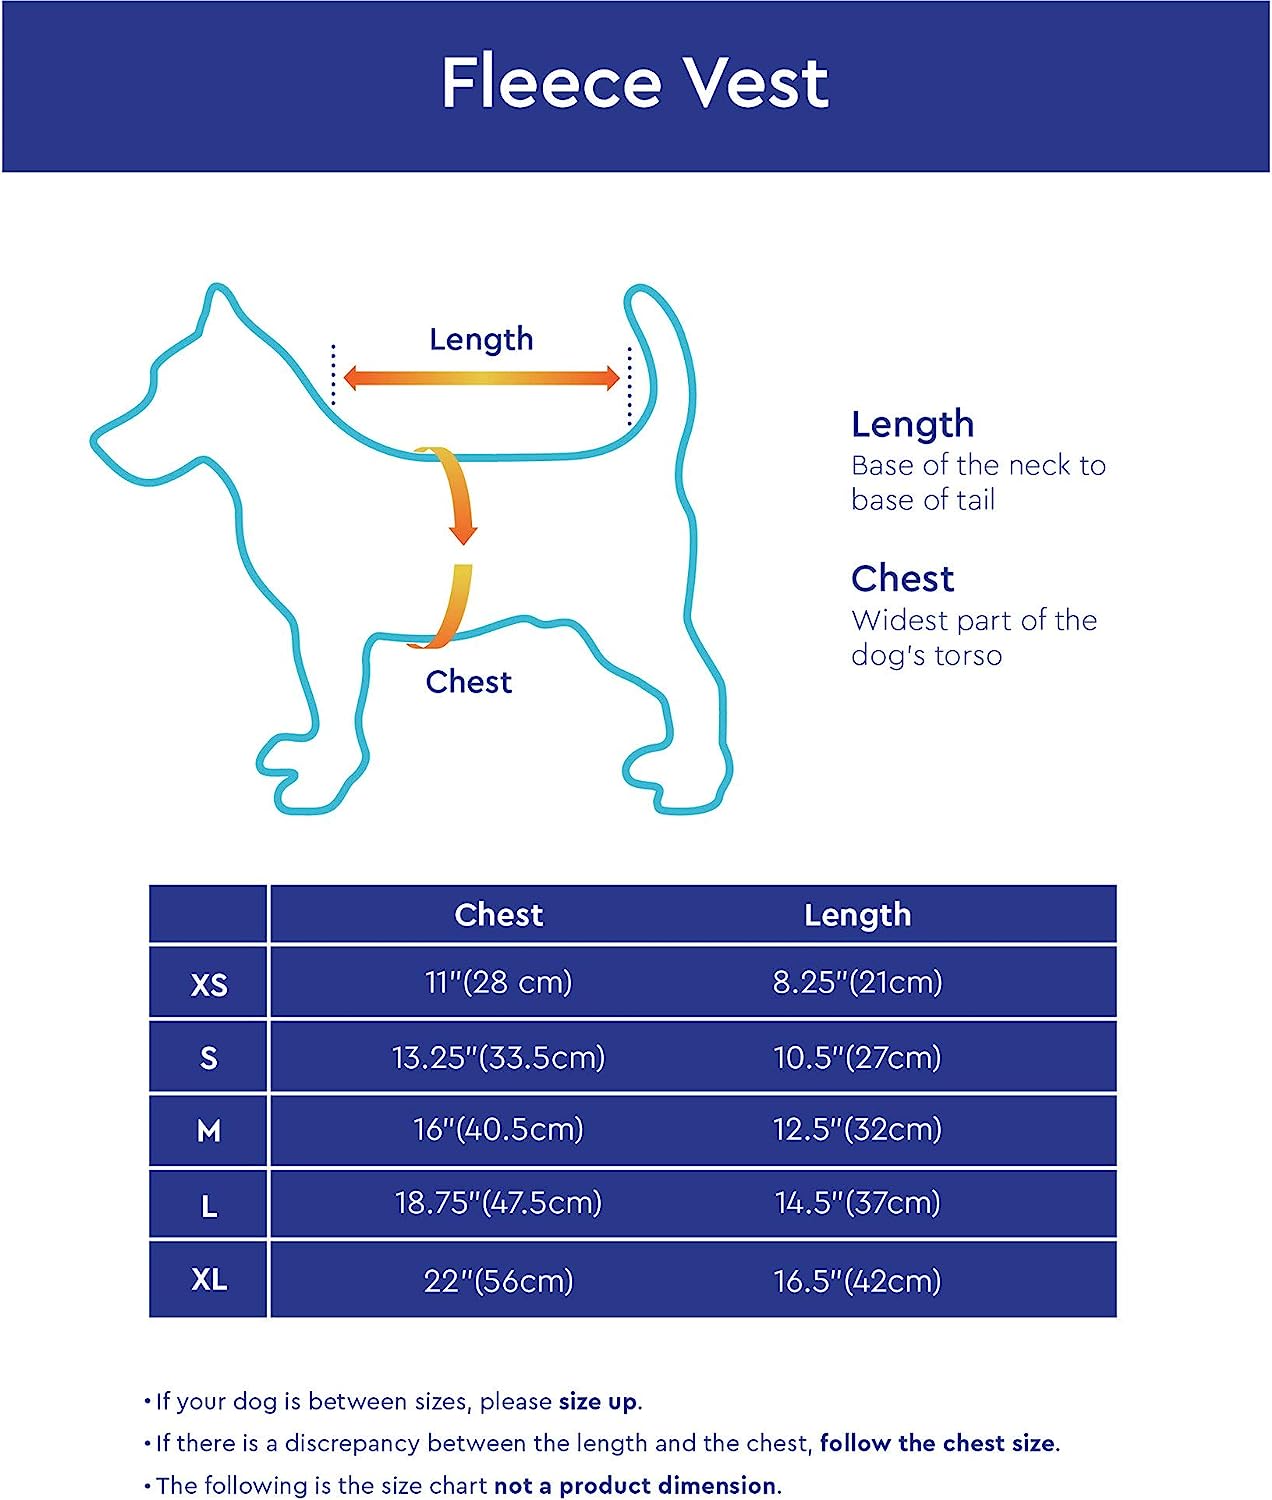 Fleece Vest
Length
Length
Base of the neck to
base of tail
Chest
Widest part of the
dog's torso
Chest
Chest Length
XS 11"(28 cm) 8.25"(21cm)
S 13.25"(33.5cm) 10.5"(27cm)
M 16"(40.5cm) 12.5"(32cm)
L 18.75"(47.5cm) 14.5"(37cm)
XL 22"(56cm) 16.5"(42cm)
• If your dog is between sizes, please size up.
• If there is a discrepancy between the length and the chest, follow the chest size.
• The following is the size chart not a product dimension.